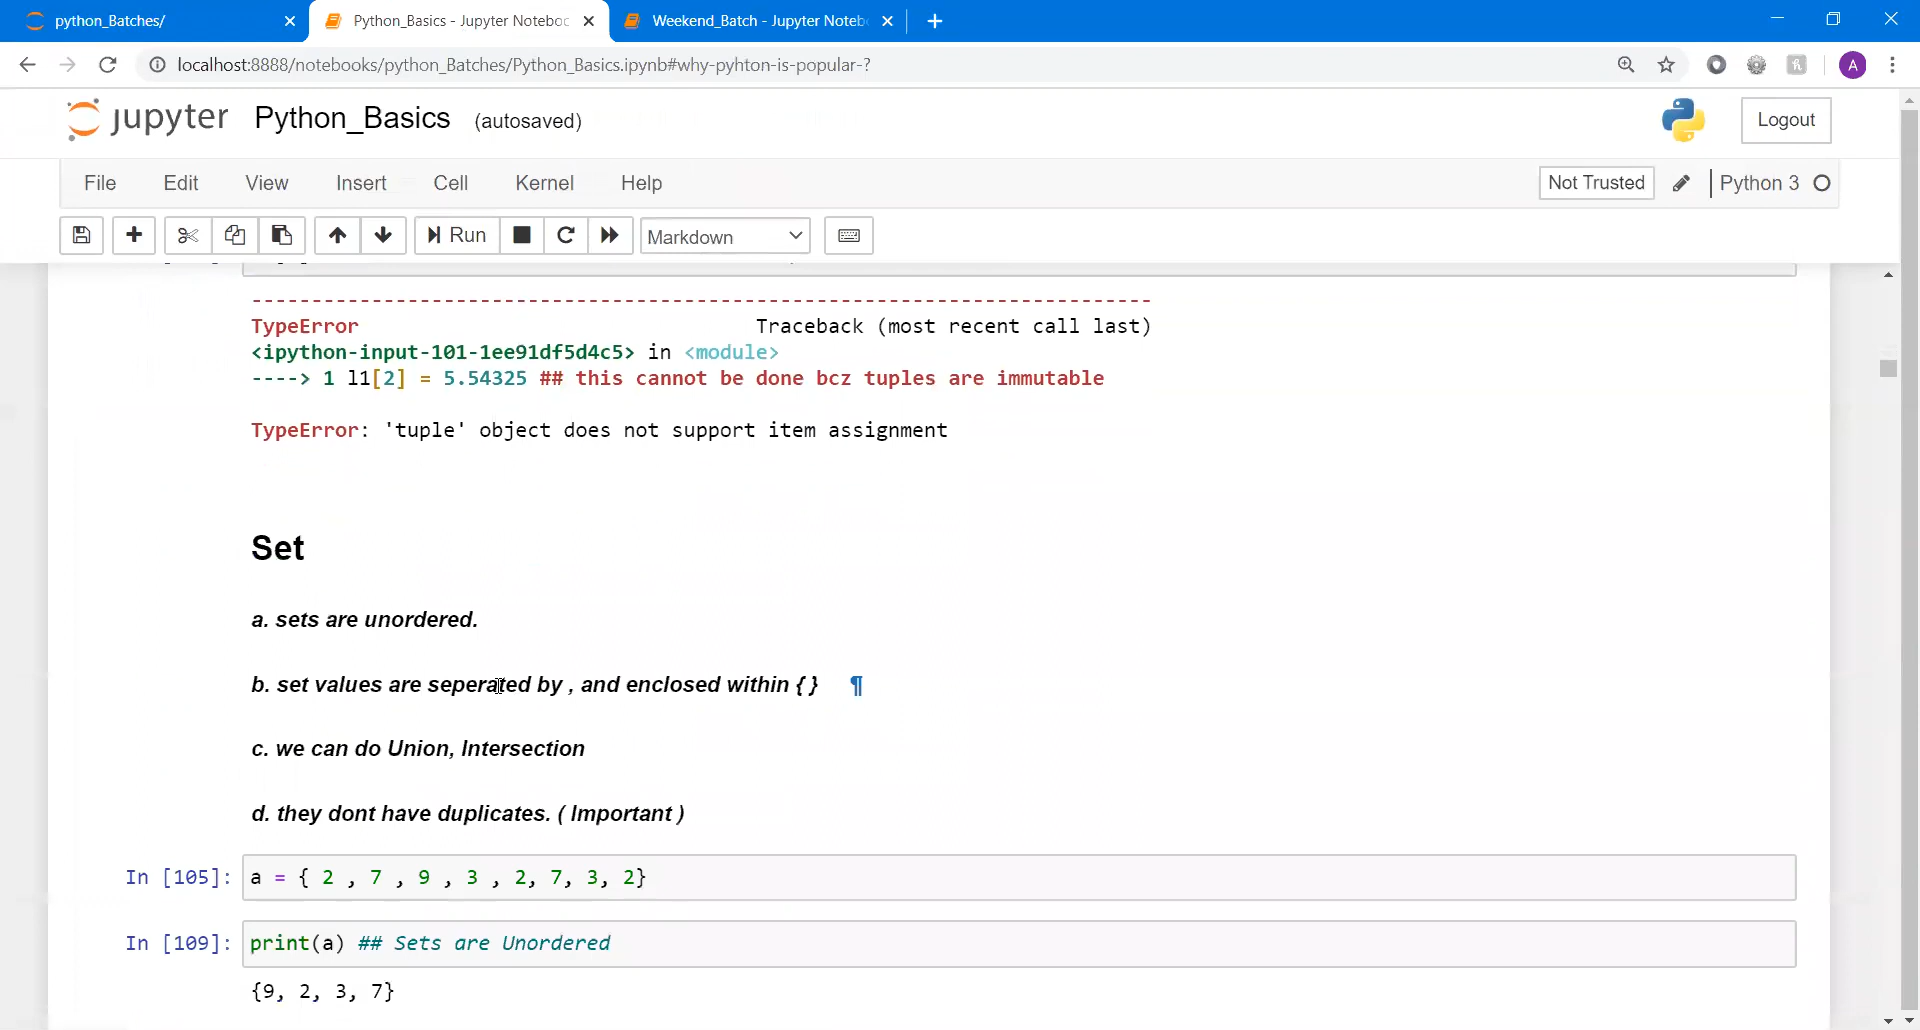 python_Batches/
Python_Basics - Jupyter Noteboo
Weekend_Batch - Jupyter Noteb
localhost:8888/notebooks/python_Batches/Python_Basics.ipynb#why-pyhton-is-popular-?
A
jupyter Python_Basics (autosaved)
Logout
File Edit View Insert Cell Kernel Help
Not Trusted
Python 3
Run
Markdown
---------------------------------------------------------------------------
TypeError Traceback (most recent call last)
<ipython-input-101-1ee91df5d4c5> in <module>
----> 1 l1[2] = 5.54325 ## this cannot be done bcz tuples are immutable
TypeError: 'tuple' object does not support item assignment
Set
a. sets are unordered.
b. set values are seperated by , and enclosed within { } ¶
c. we can do Union, Intersection
d. they dont have duplicates. ( Important )
In [105]: a = { 2 , 7 , 9 , 3 , 2, 7, 3, 2}
In [109]: print(a) ## Sets are Unordered
{9, 2, 3, 7}